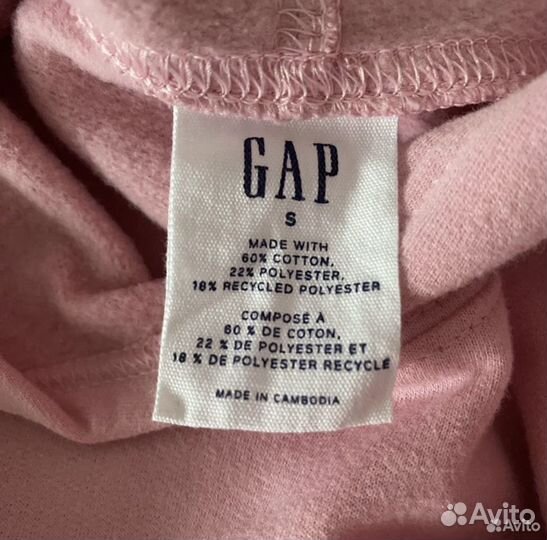 GAP
S
MADE WITH
60% COTTON,
22% POLYESTER,
18% RECYCLED POLYESTER
COMPOSÉ À
60 % DE COTON,
22 % DE POLYESTER ET
18 % DE POLYESTER RECYCLÉ
MADE IN CAMBODIA
Avito
Avito